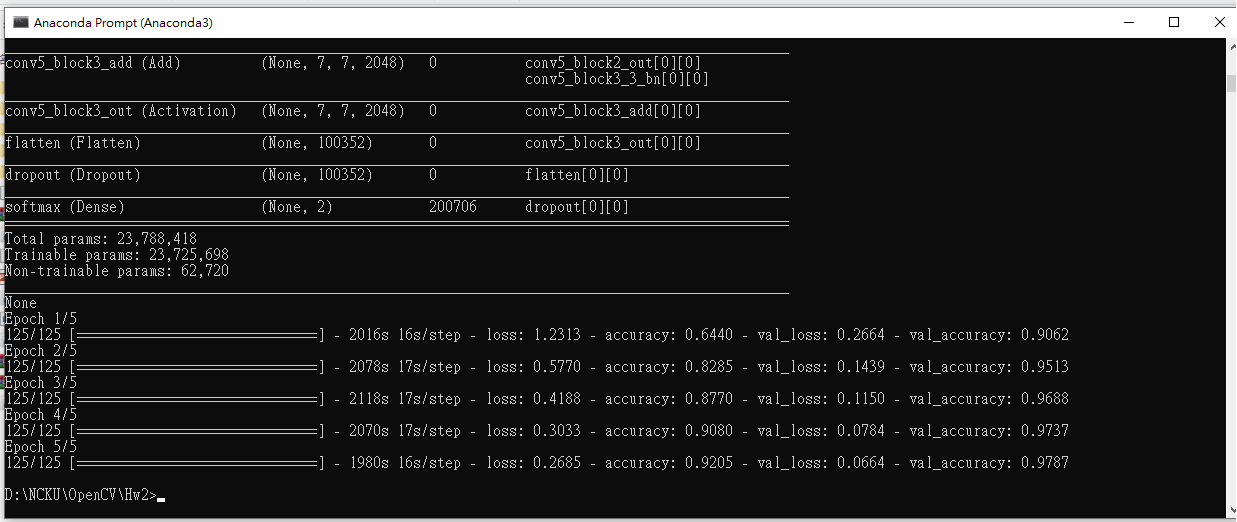 Anaconda Prompt (Anaconda3)
conv5_block3_add (Add) (None, 7, 7, 2048) 0 conv5_block2_out[0][0]
conv5_block3_3_bn[0][0]
conv5_block3_out (Activation) (None, 7, 7, 2048) 0 conv5_block3_add[0][0]
flatten (Flatten) (None, 100352) 0 conv5_block3_out[0][0]
dropout (Dropout) (None, 100352) 0 flatten[0][0]
softmax (Dense) (None, 2) 200706 dropout[0][0]
Total params: 23,788,418
Trainable params: 23,725,698
Non-trainable params: 62,720
None
Epoch 1/5
125/125 [==============================] - 2016s 16s/step - loss: 1.2313 - accuracy: 0.6440 - val_loss: 0.2664 - val_accuracy: 0.9062
Epoch 2/5
125/125 [==============================] - 2078s 17s/step - loss: 0.5770 - accuracy: 0.8285 - val_loss: 0.1439 - val_accuracy: 0.9513
Epoch 3/5
125/125 [==============================] - 2118s 17s/step - loss: 0.4188 - accuracy: 0.8770 - val_loss: 0.1150 - val_accuracy: 0.9688
Epoch 4/5
125/125 [==============================] - 2070s 17s/step - loss: 0.3033 - accuracy: 0.9080 - val_loss: 0.0784 - val_accuracy: 0.9737
Epoch 5/5
125/125 [==============================] - 1980s 16s/step - loss: 0.2685 - accuracy: 0.9205 - val_loss: 0.0664 - val_accuracy: 0.9787
D:\NCKU\OpenCV\Hw2>